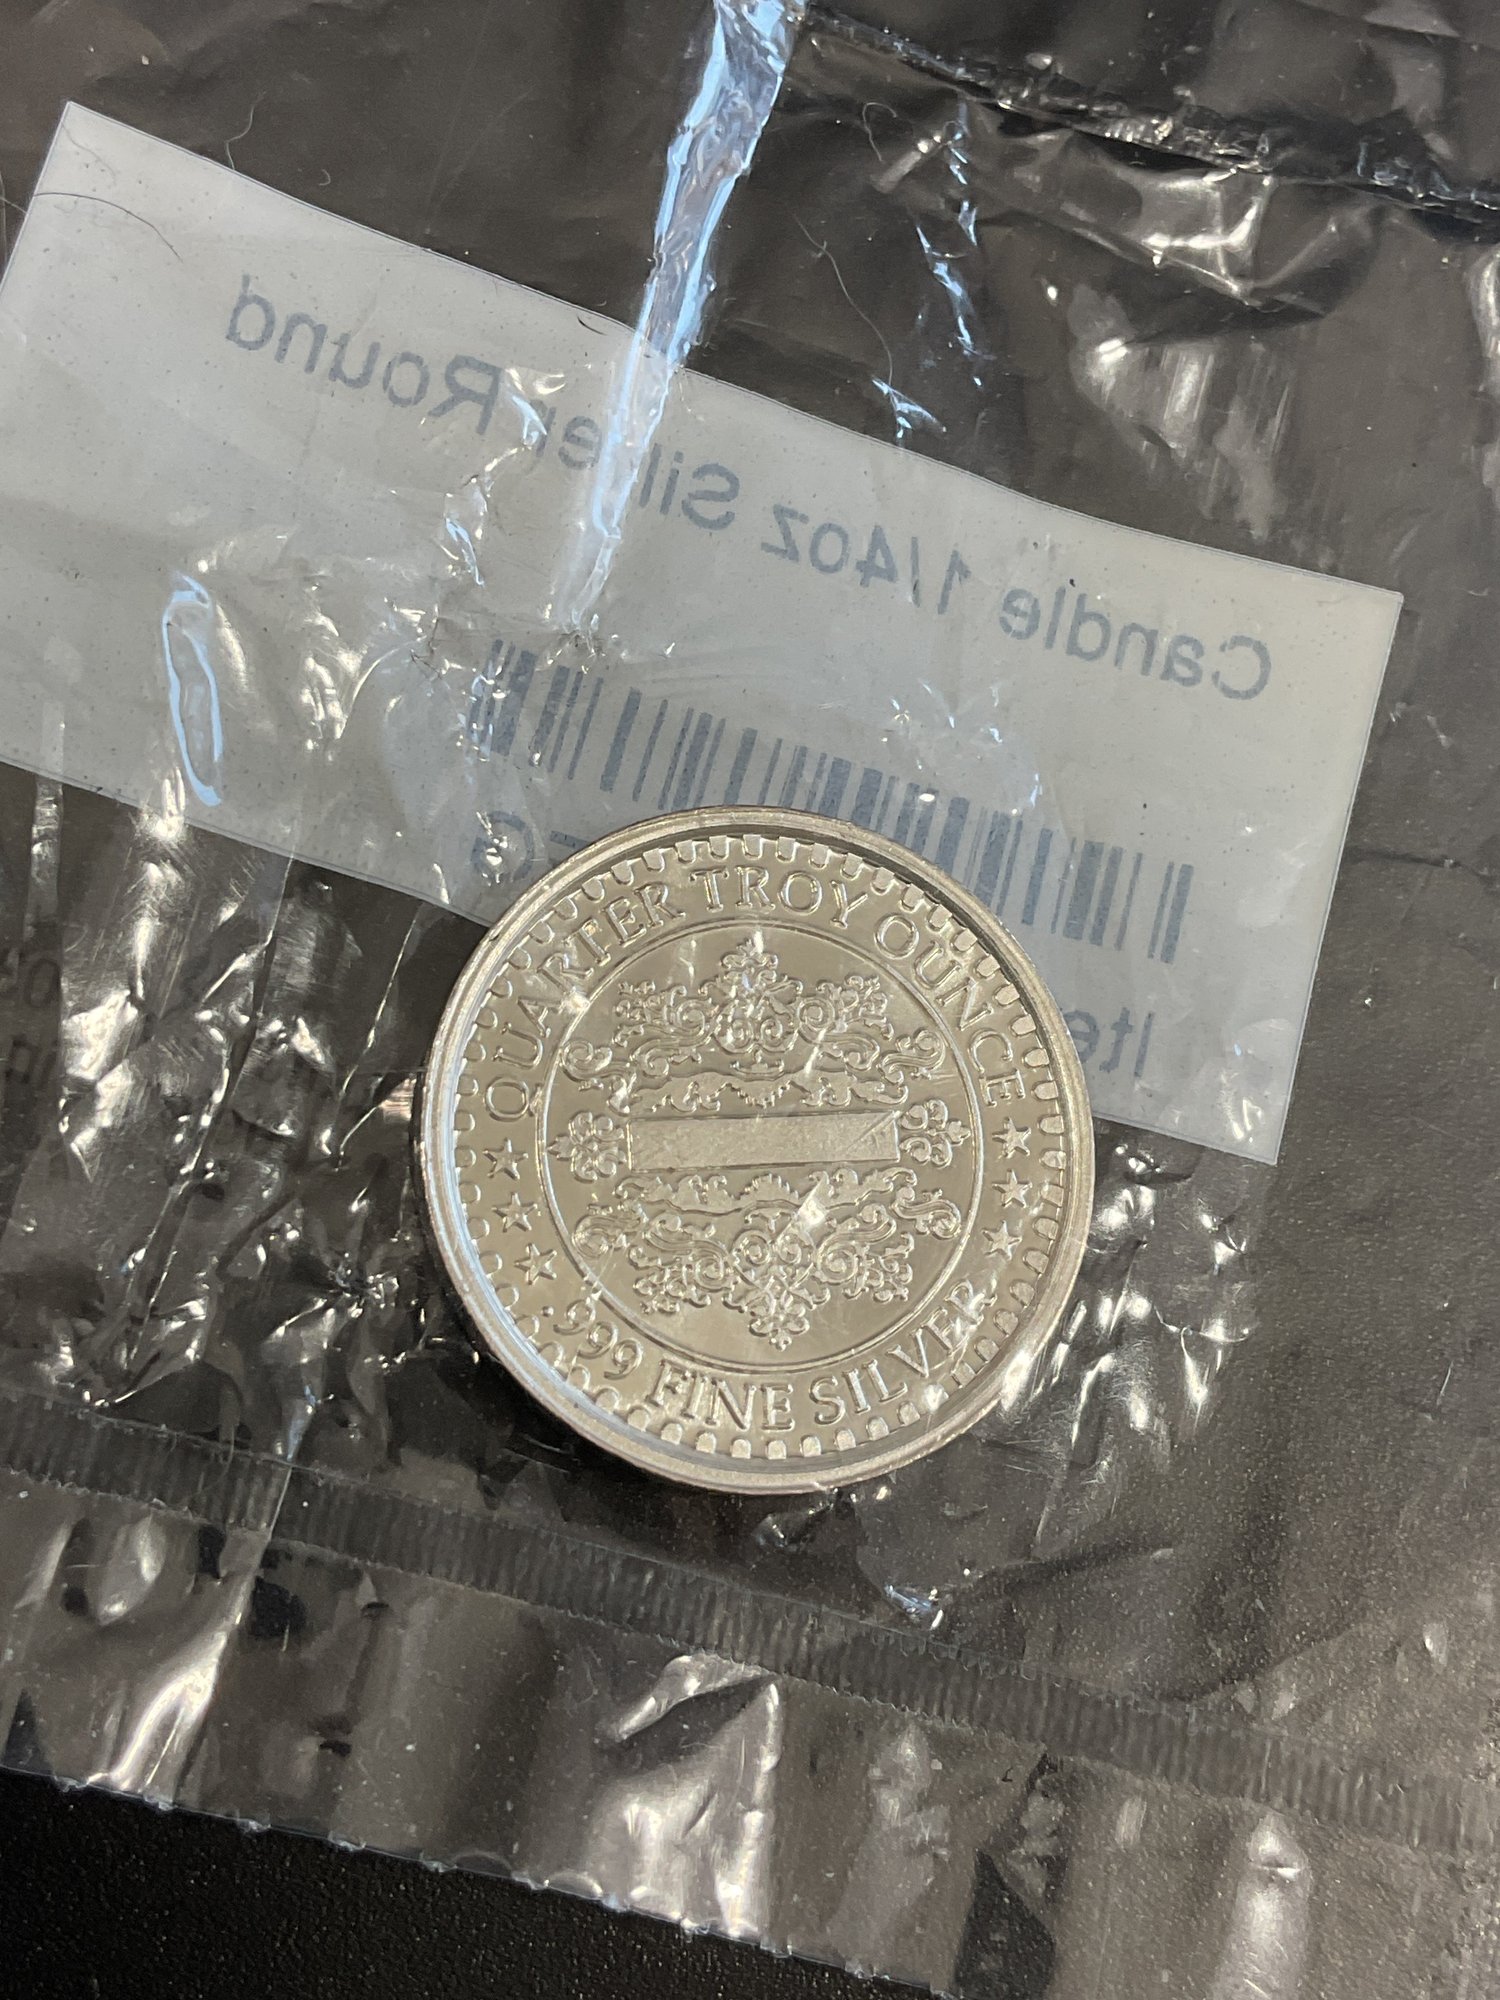 Candle 1/4oz Silver Round
QUARTER TROY OUNCE
.999 FINE SILVER